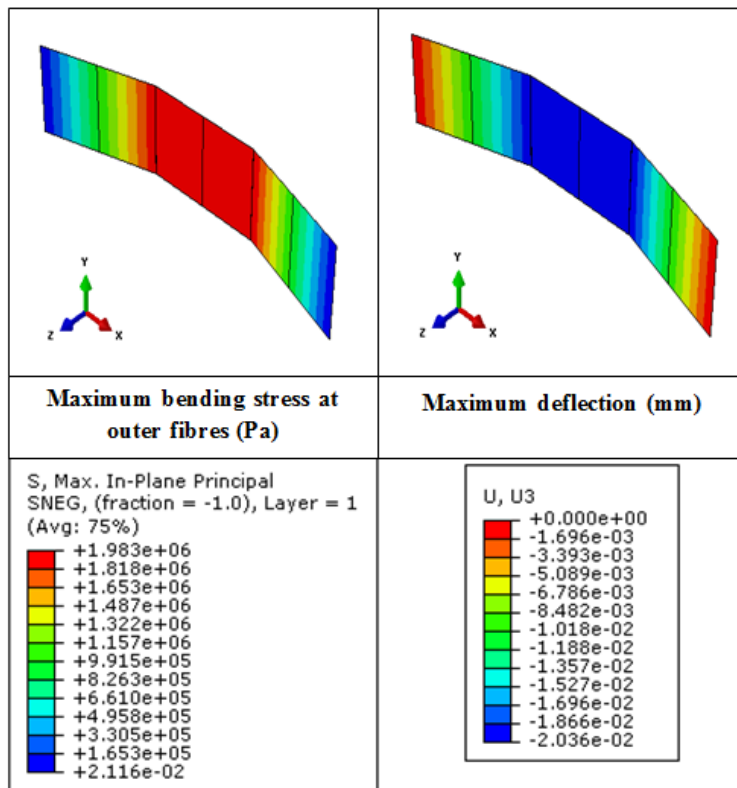 Y
Z
X
Y
Z
X
Maximum bending stress at
outer fibres (Pa)
Maximum deflection (mm)
S, Max. In-Plane Principal
SNEG, (fraction = -1.0), Layer = 1
(Avg: 75%)
+1.983e+06
+1.818e+06
+1.653e+06
+1.487e+06
+1.322e+06
+1.157e+06
+9.915e+05
+8.263e+05
+6.610e+05
+4.958e+05
+3.305e+05
+1.653e+05
+2.116e-02
U, U3
+0.000e+00
-1.696e-03
-3.393e-03
-5.089e-03
-6.786e-03
-8.482e-03
-1.018e-02
-1.188e-02
-1.357e-02
-1.527e-02
-1.696e-02
-1.866e-02
-2.036e-02